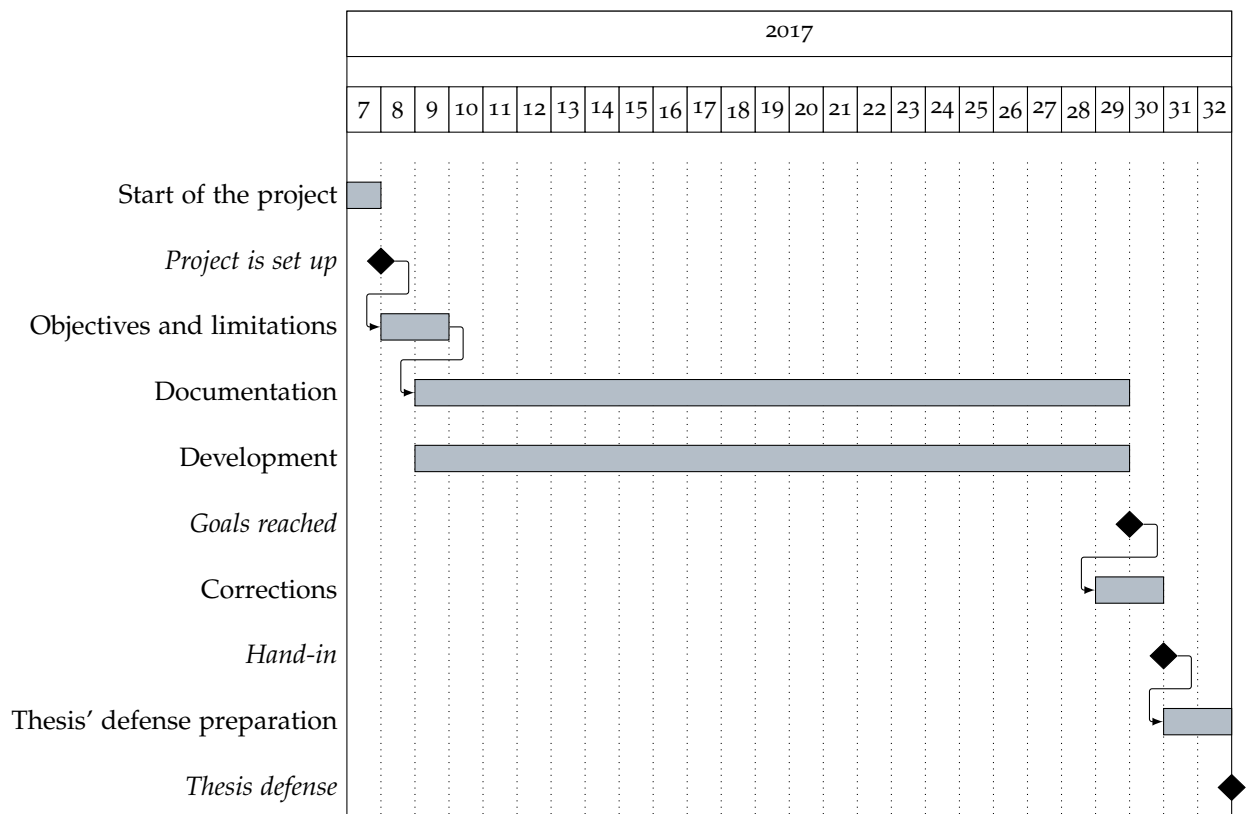 2017
7 8 9 10 11 12 13 14 15 16 17 18 19 20 21 22 23 24 25 26 27 28 29 30 31 32
Start of the project
Project is set up
Objectives and limitations
Documentation
Development
Goals reached
Corrections
Hand-in
Thesis’ defense preparation
Thesis defense